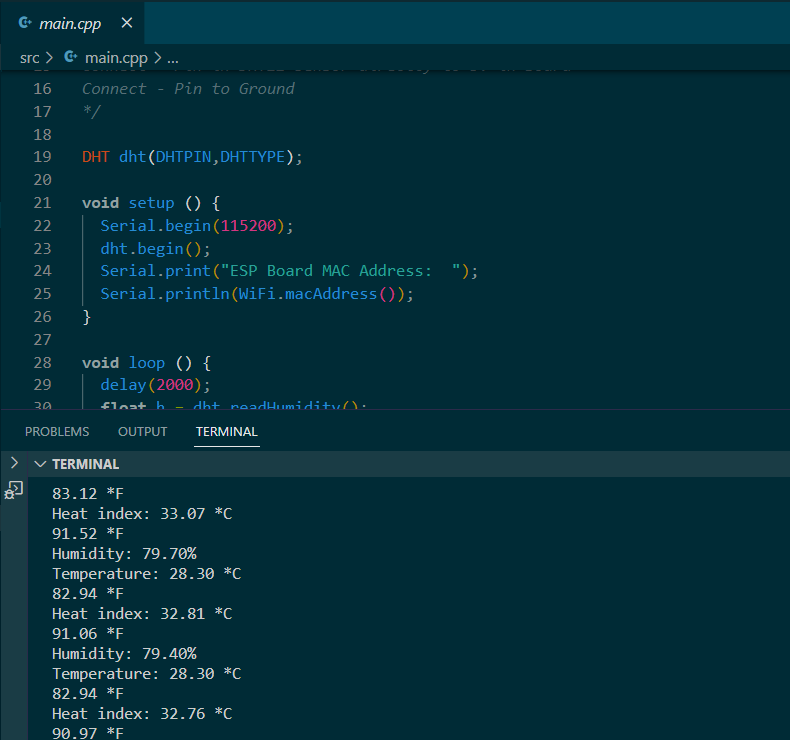 main.cpp
src > main.cpp > ...
16 Connect - Pin to Ground
17 */
18
19 DHT dht(DHTPIN,DHTTYPE);
20
21 void setup () {
22 Serial.begin(115200);
23 dht.begin();
24 Serial.print("ESP Board MAC Address:  ");
25 Serial.println(WiFi.macAddress());
26 }
27
28 void loop () {
29 delay(2000);
30 float h = dht.readHumidity();
PROBLEMS OUTPUT TERMINAL
TERMINAL
83.12 *F
Heat index: 33.07 *C
91.52 *F
Humidity: 79.70%
Temperature: 28.30 *C
82.94 *F
Heat index: 32.81 *C
91.06 *F
Humidity: 79.40%
Temperature: 28.30 *C
82.94 *F
Heat index: 32.76 *C
90.97 *F